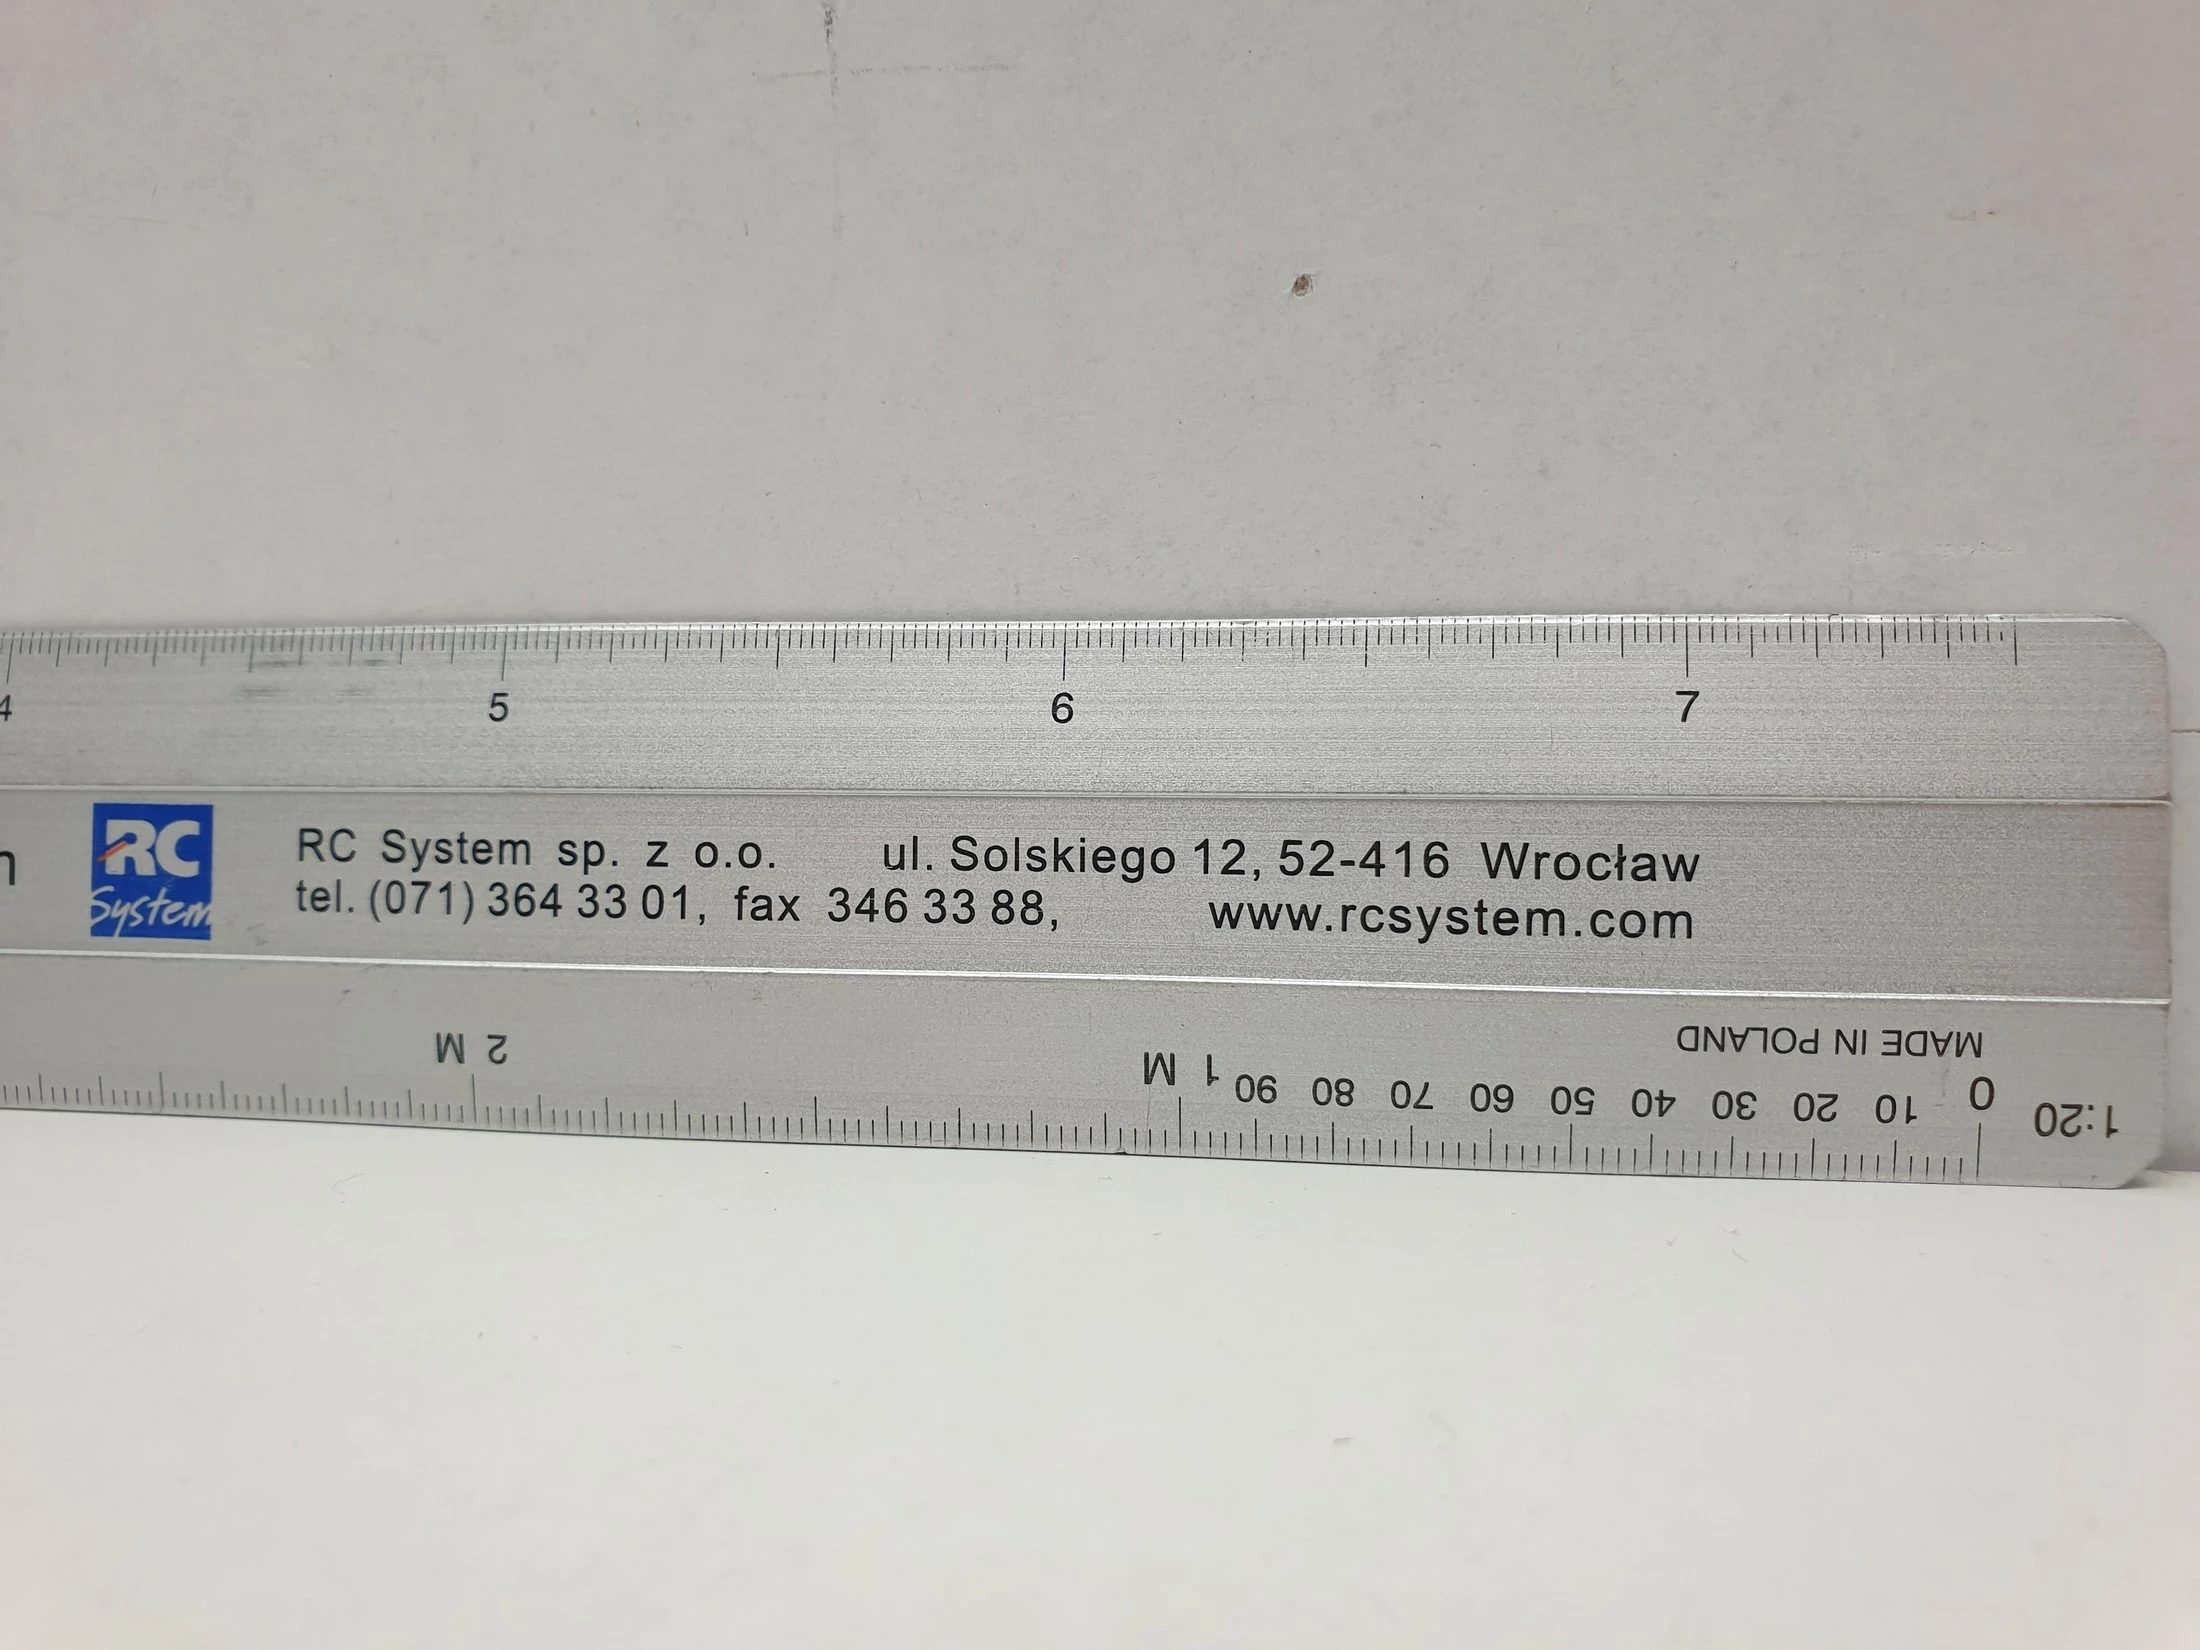 4 5 6 7
RC System
RC System sp. z o.o. ul. Solskiego 12, 52-416 Wrocław
tel. (071) 364 33 01, fax 346 33 88, www.rcsystem.com
MADE IN POLAND
1:20 0 10 20 30 40 50 60 70 80 90 1 M 2 M